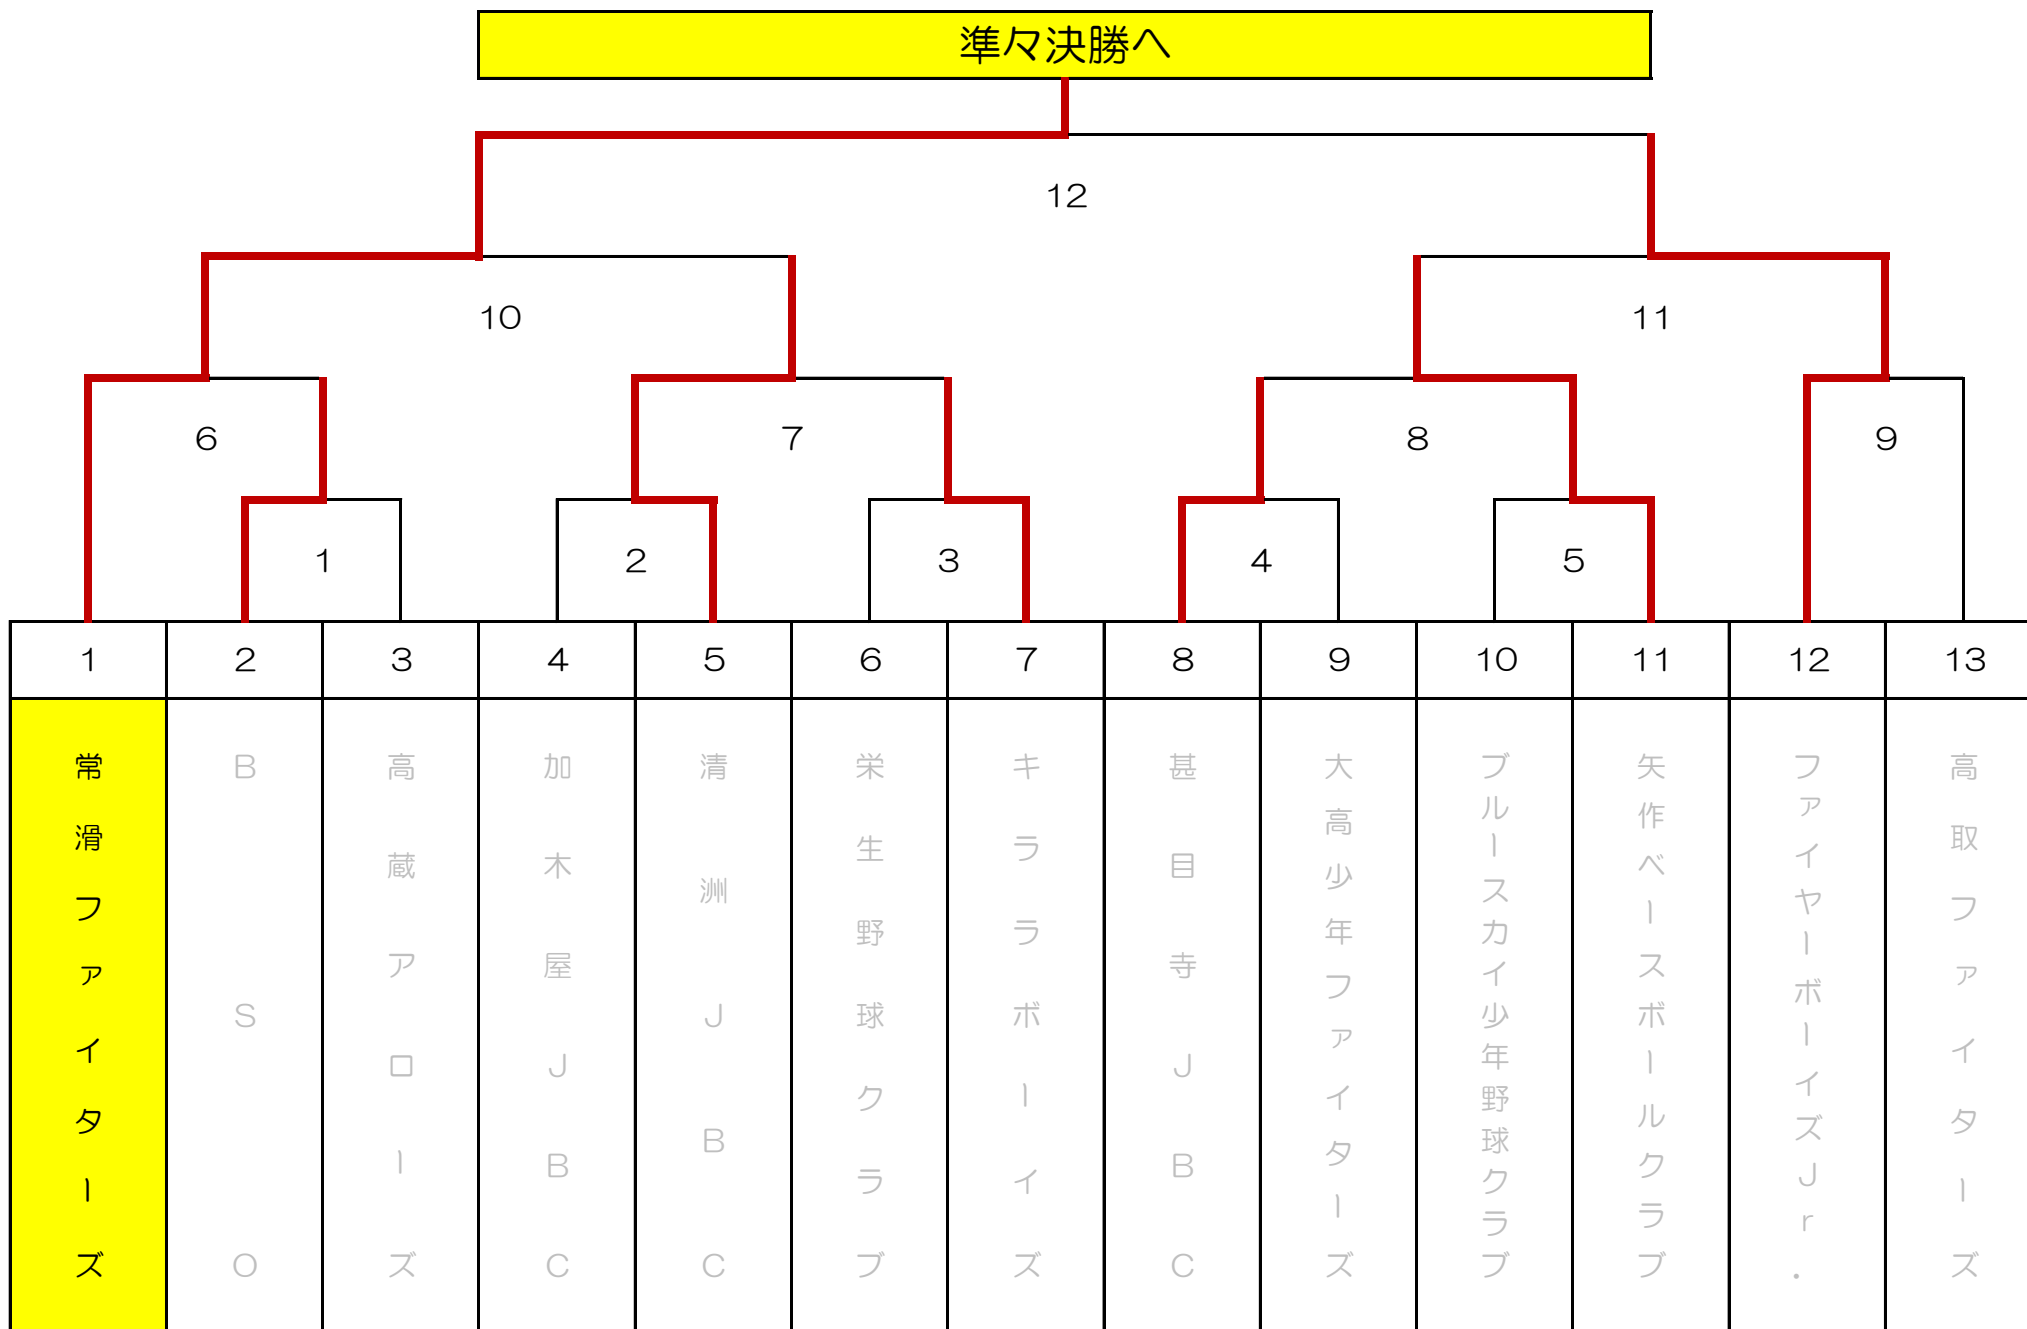 準々決勝へ
12
10
11
6
7
8
9
1
2
3
4
5
1 2 3 4 5 6 7 8 9 10 11 12 13
常滑ファイターズ
BSO
高蔵アローズ
加木屋JBC
清洲JBC
栄生野球クラブ
キララボーイズ
甚目寺JBC
大高少年ファイターズ
ブルースカイ少年野球クラブ
矢作ベースボールクラブ
ファイヤーボーイズJr.
高取ファイターズ